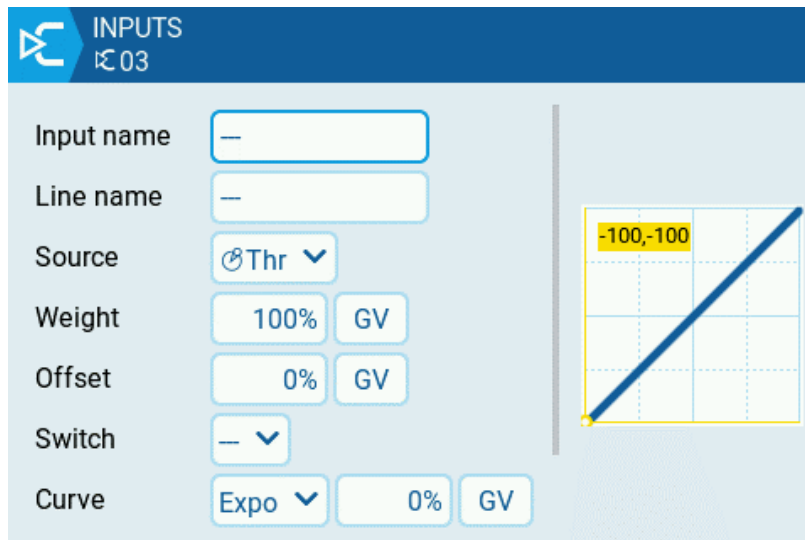 INPUTS
03
Input name ---
Line name ---
Source Thr
Weight 100% GV
Offset 0% GV
Switch ---
Curve Expo 0% GV
-100,-100